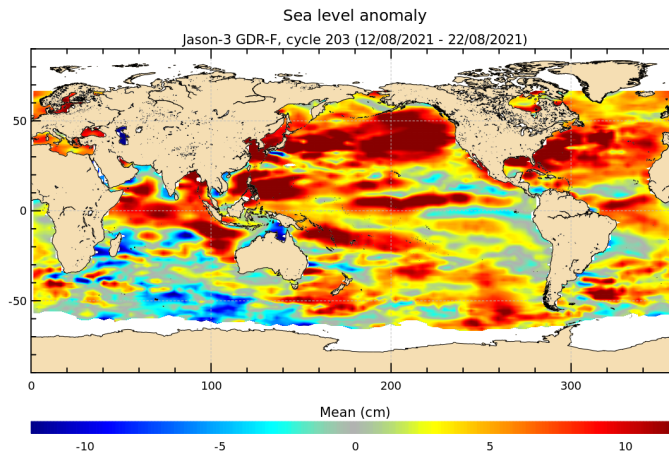 Sea level anomaly
Jason-3 GDR-F, cycle 203 (12/08/2021 - 22/08/2021)
50
0
-50
0 100 200 300
Mean (cm)
-10 -5 0 5 10